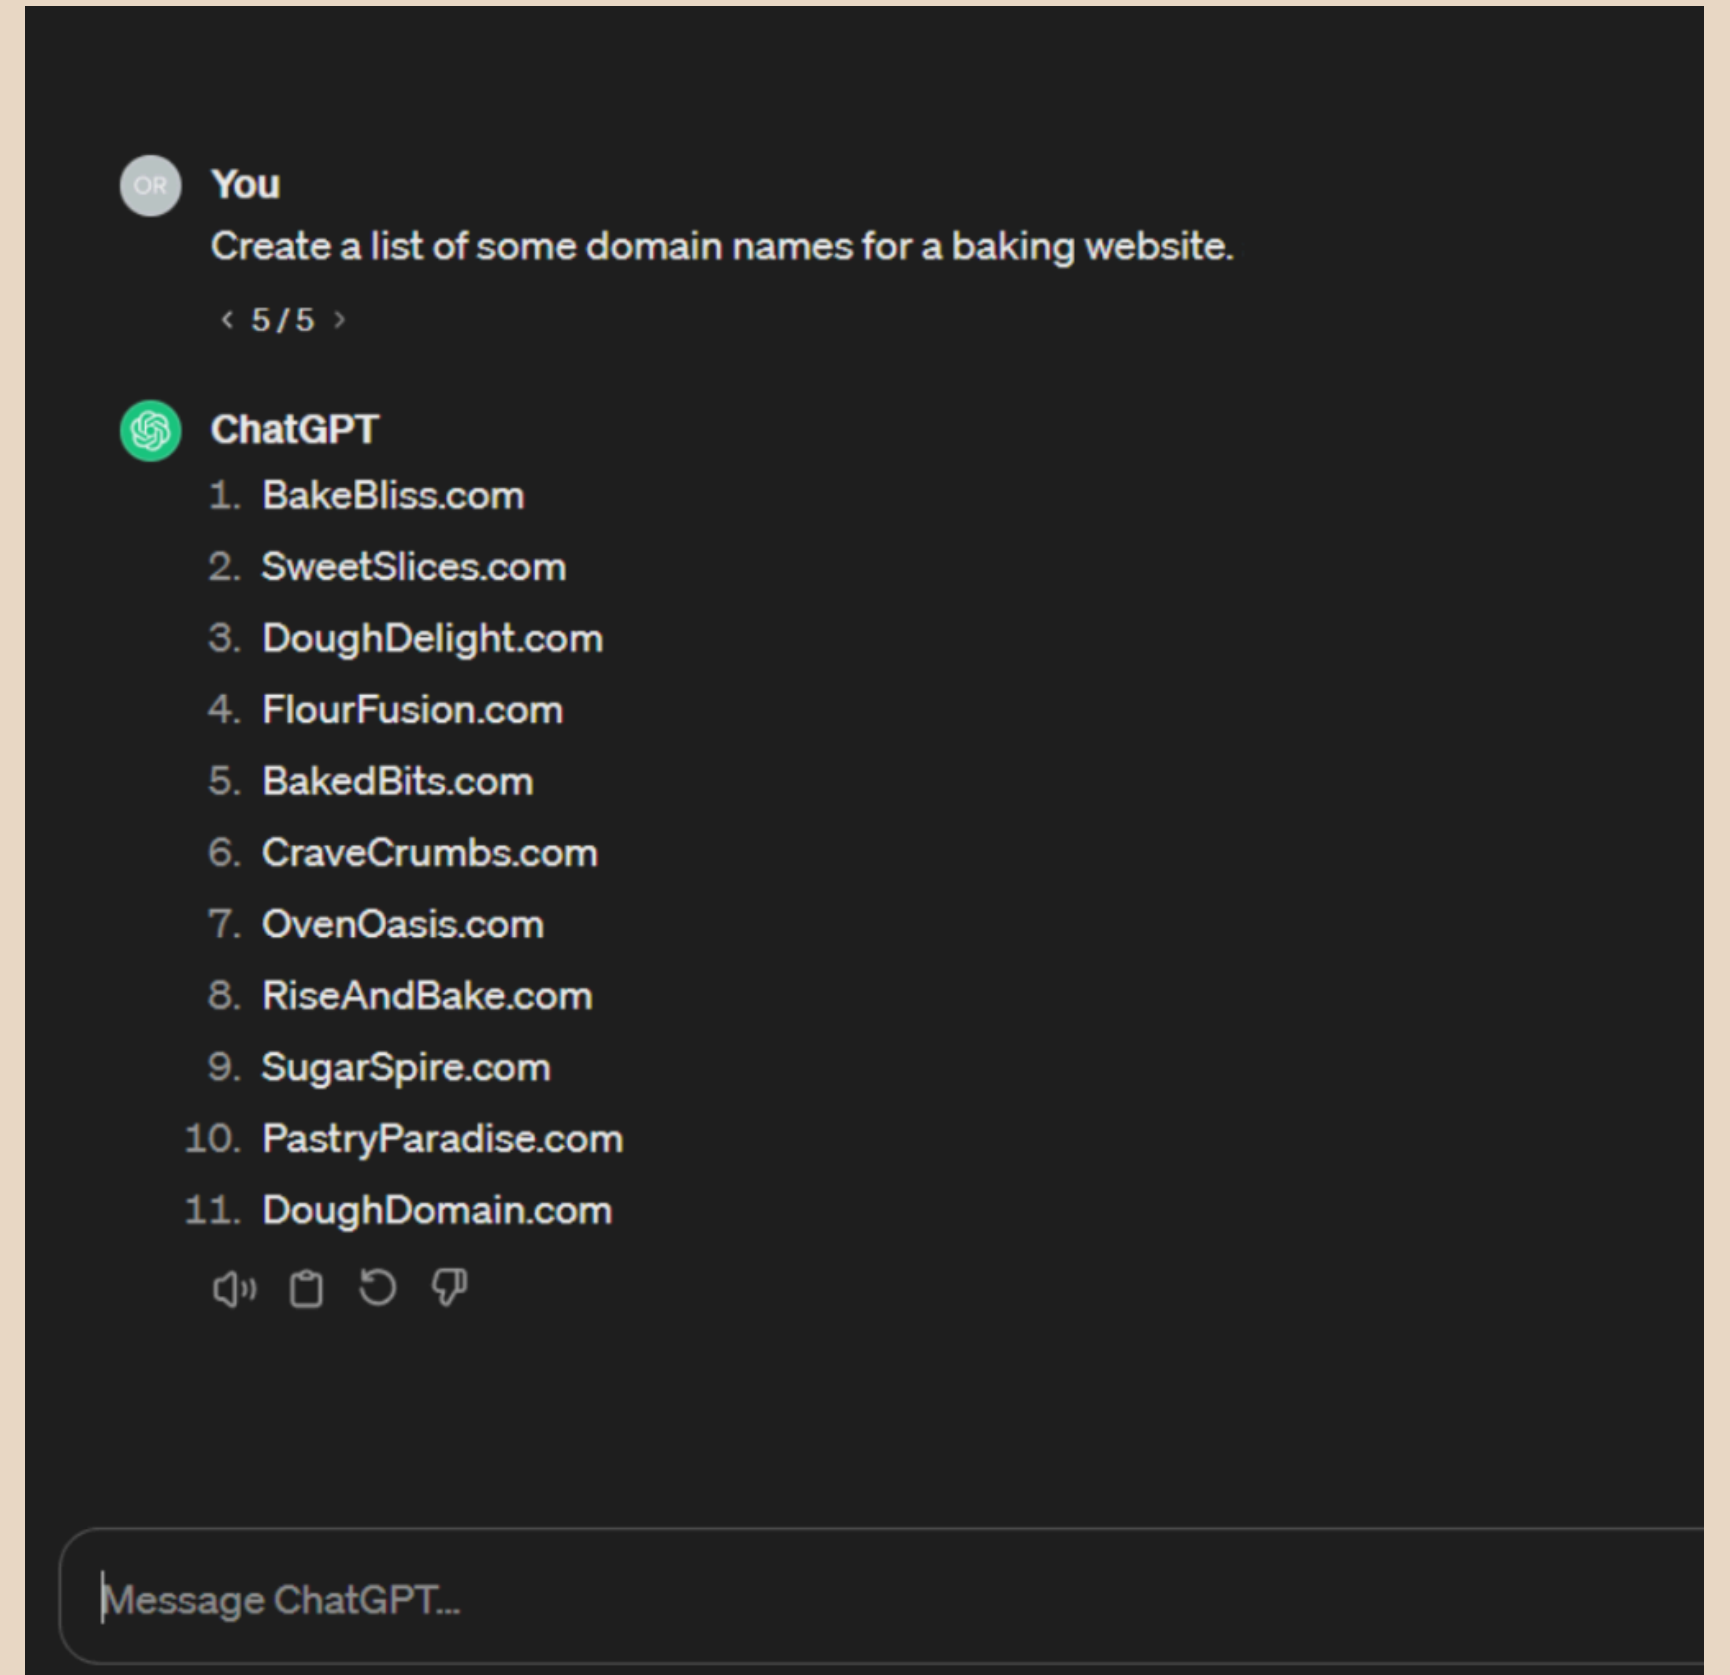 OR
You
Create a list of some domain names for a baking website.
< 5 / 5 >
ChatGPT
1. BakeBliss.com
2. SweetSlices.com
3. DoughDelight.com
4. FlourFusion.com
5. BakedBits.com
6. CraveCrumbs.com
7. OvenOasis.com
8. RiseAndBake.com
9. SugarSpire.com
10. PastryParadise.com
11. DoughDomain.com
Message ChatGPT...